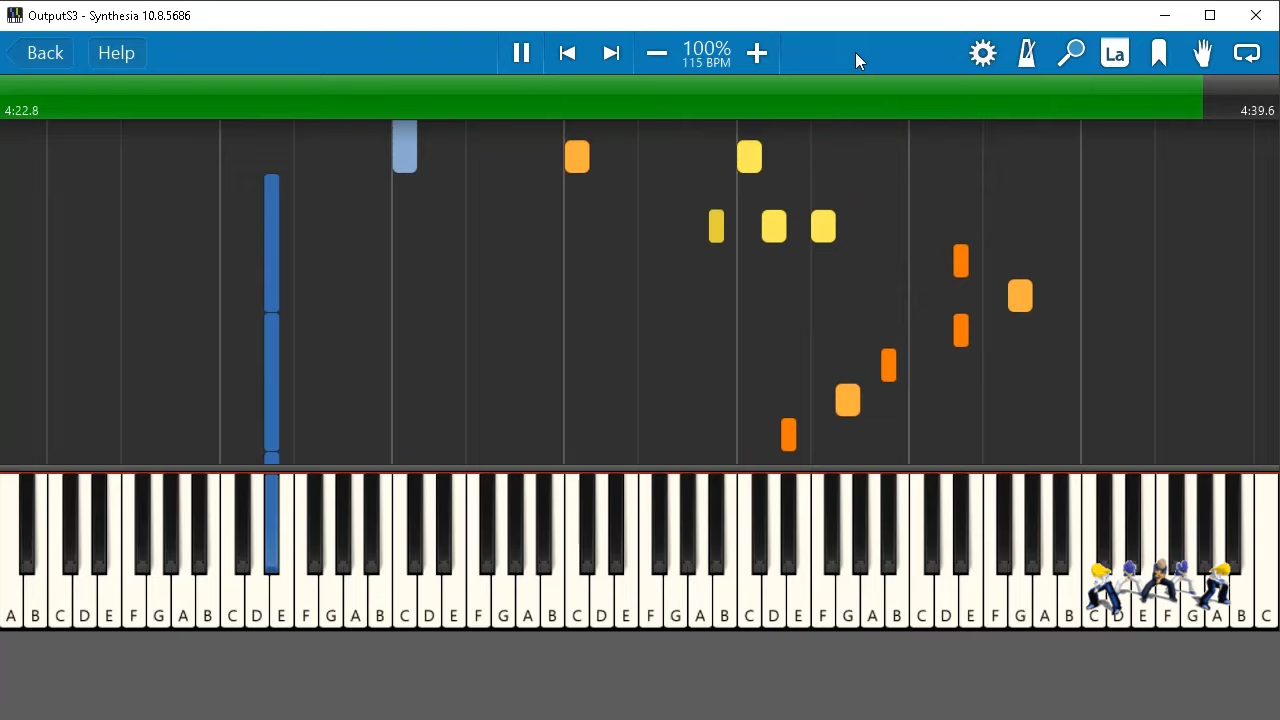 OutputS3 - Synthesia 10.8.5686
Back Help 100% La
115 BPM
4:22.8 4:39.6
A B C D E F G A B C D E F G A B C D E F G A B C D E F G A B C D E F G A B C D E F G A B C D E F G A B C